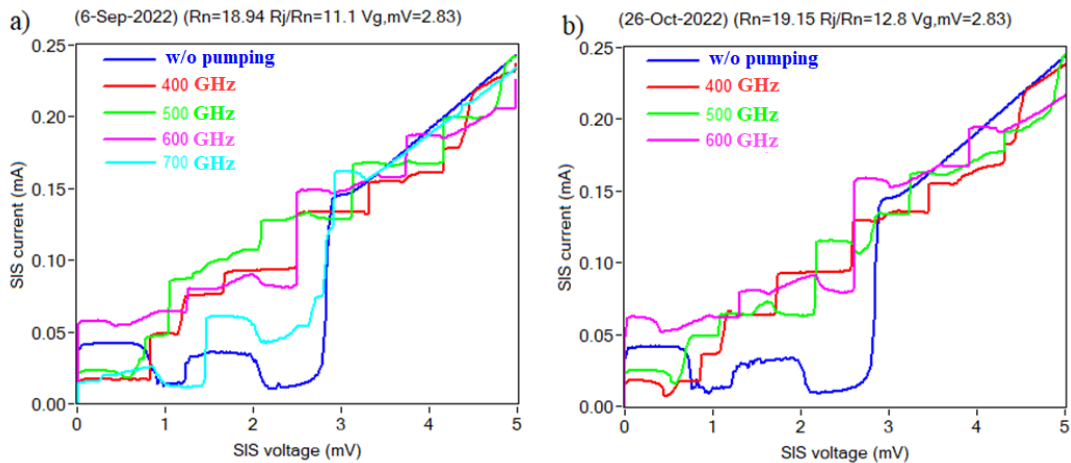 a)
(6-Sep-2022) (Rn=18.94 Rj/Rn=11.1 Vg,mV=2.83)
0.25
0.20
0.15
0.10
0.05
0.00
SIS current (mA)
w/o pumping
400 GHz
500 GHz
600 GHz
700 GHz
0 1 2 3 4 5
SIS voltage (mV)
b)
(26-Oct-2022) (Rn=19.15 Rj/Rn=12.8 Vg,mV=2.83)
0.25
0.20
0.15
0.10
0.05
0.00
SIS current (mA)
w/o pumping
400 GHz
500 GHz
600 GHz
0 1 2 3 4 5
SIS voltage (mV)